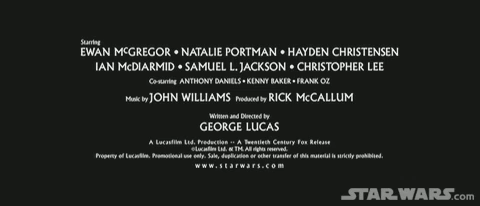 Starring
EWAN McGREGOR • NATALIE PORTMAN • HAYDEN CHRISTENSEN
IAN McDIARMID • SAMUEL L. JACKSON • CHRISTOPHER LEE
Co-starring ANTHONY DANIELS • KENNY BAKER • FRANK OZ
Music by JOHN WILLIAMS Produced by RICK McCALLUM
Written and Directed by
GEORGE LUCAS
A Lucasfilm Ltd. Production -- A Twentieth Century Fox Release
©Lucasfilm Ltd. & TM. All rights reserved.
Property of Lucasfilm. Promotional use only. Sale, duplication or other transfer of this material is strictly prohibited.
www.starwars.com
STAR WARS.COM